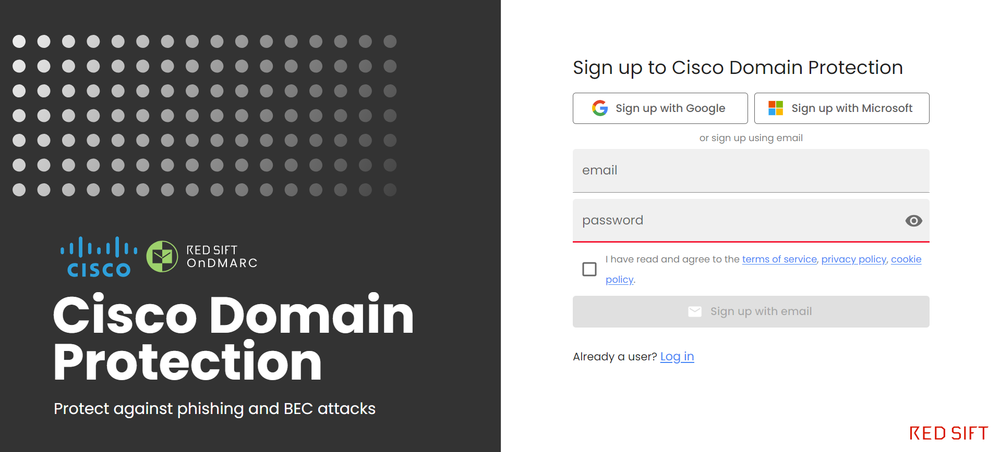 CISCO
RED SIFT
OnDMARC
Cisco Domain
Protection
Protect against phishing and BEC attacks
Sign up to Cisco Domain Protection
Sign up with Google
Sign up with Microsoft
or sign up using email
email
password
I have read and agree to the terms of service, privacy policy, cookie
policy.
Sign up with email
Already a user? Log in
RED SIFT